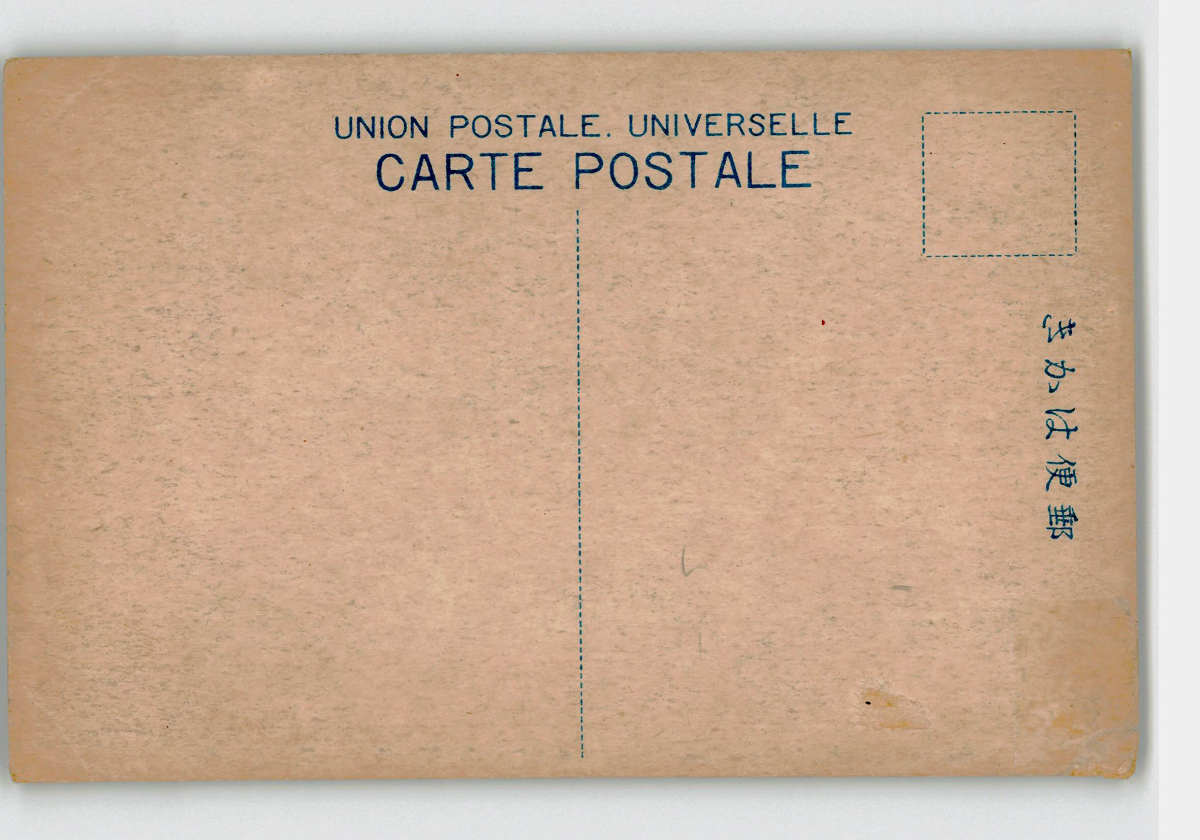 UNION POSTALE. UNIVERSELLE
CARTE POSTALE
郵便はかき